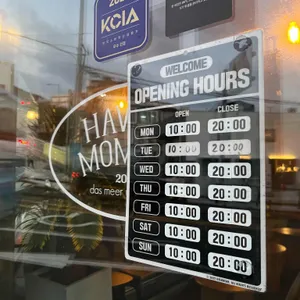 KCIA
WELCOME
OPENING HOURS
OPEN CLOSE
MON 10:00 20:00
TUE 10:00 20:00
WED 10:00 20:00
THU 10:00 20:00
FRI 10:00 20:00
SAT 10:00 20:00
SUN 10:00 20:00
HAV
MOM
20
das meer